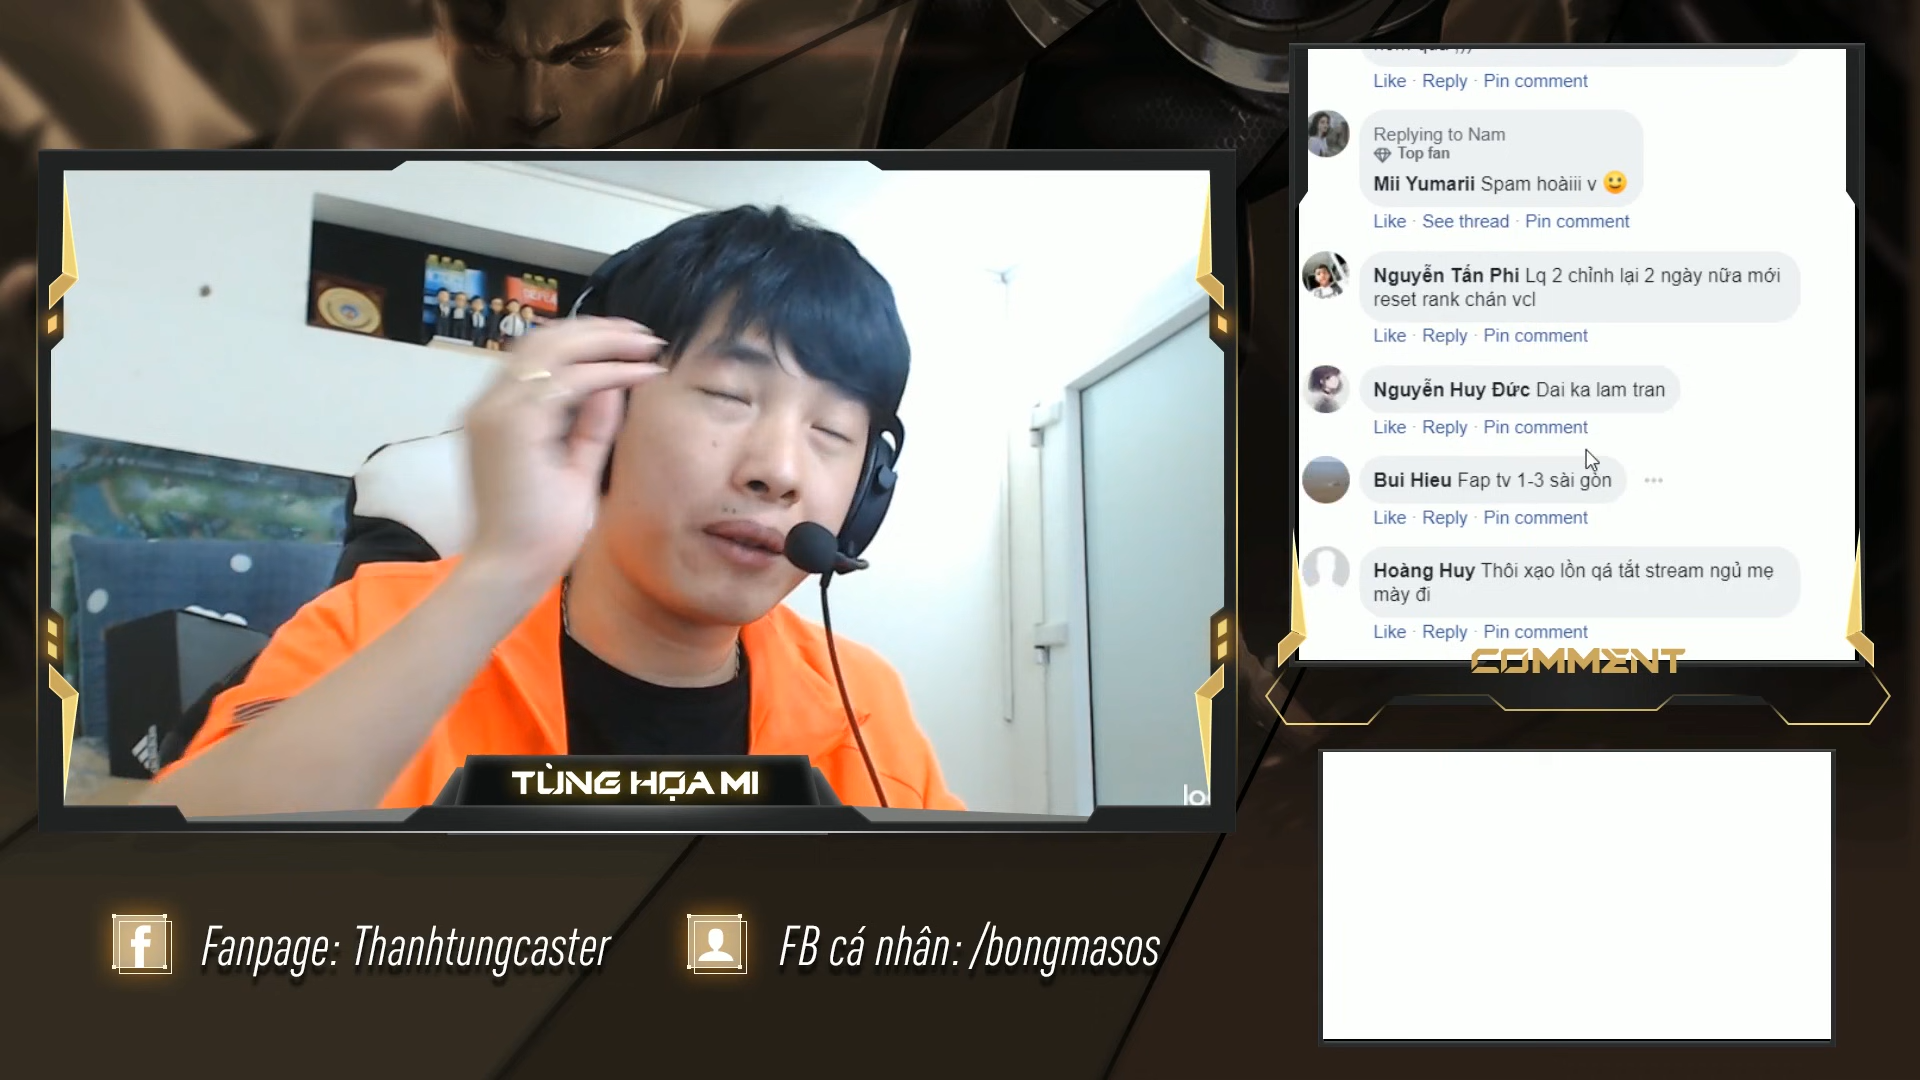 Like · Reply · Pin comment
Replying to Nam
Top fan
Mii Yumarii Spam hoàiii v
Like · See thread · Pin comment
Nguyễn Tấn Phi Lq 2 chỉnh lại 2 ngày nữa mới
reset rank chán vcl
Like · Reply · Pin comment
Nguyễn Huy Đức Dai ka lam tran
Like · Reply · Pin comment
Bui Hieu Fap tv 1-3 sài gòn
Like · Reply · Pin comment
Hoàng Huy Thôi xạo lồn qá tắt stream ngủ mẹ
mày đi
Like · Reply · Pin comment
COMMENT
TÙNG HỌA MI
lo
Fanpage: Thanhtungcaster
FB cá nhân: /bongmasos